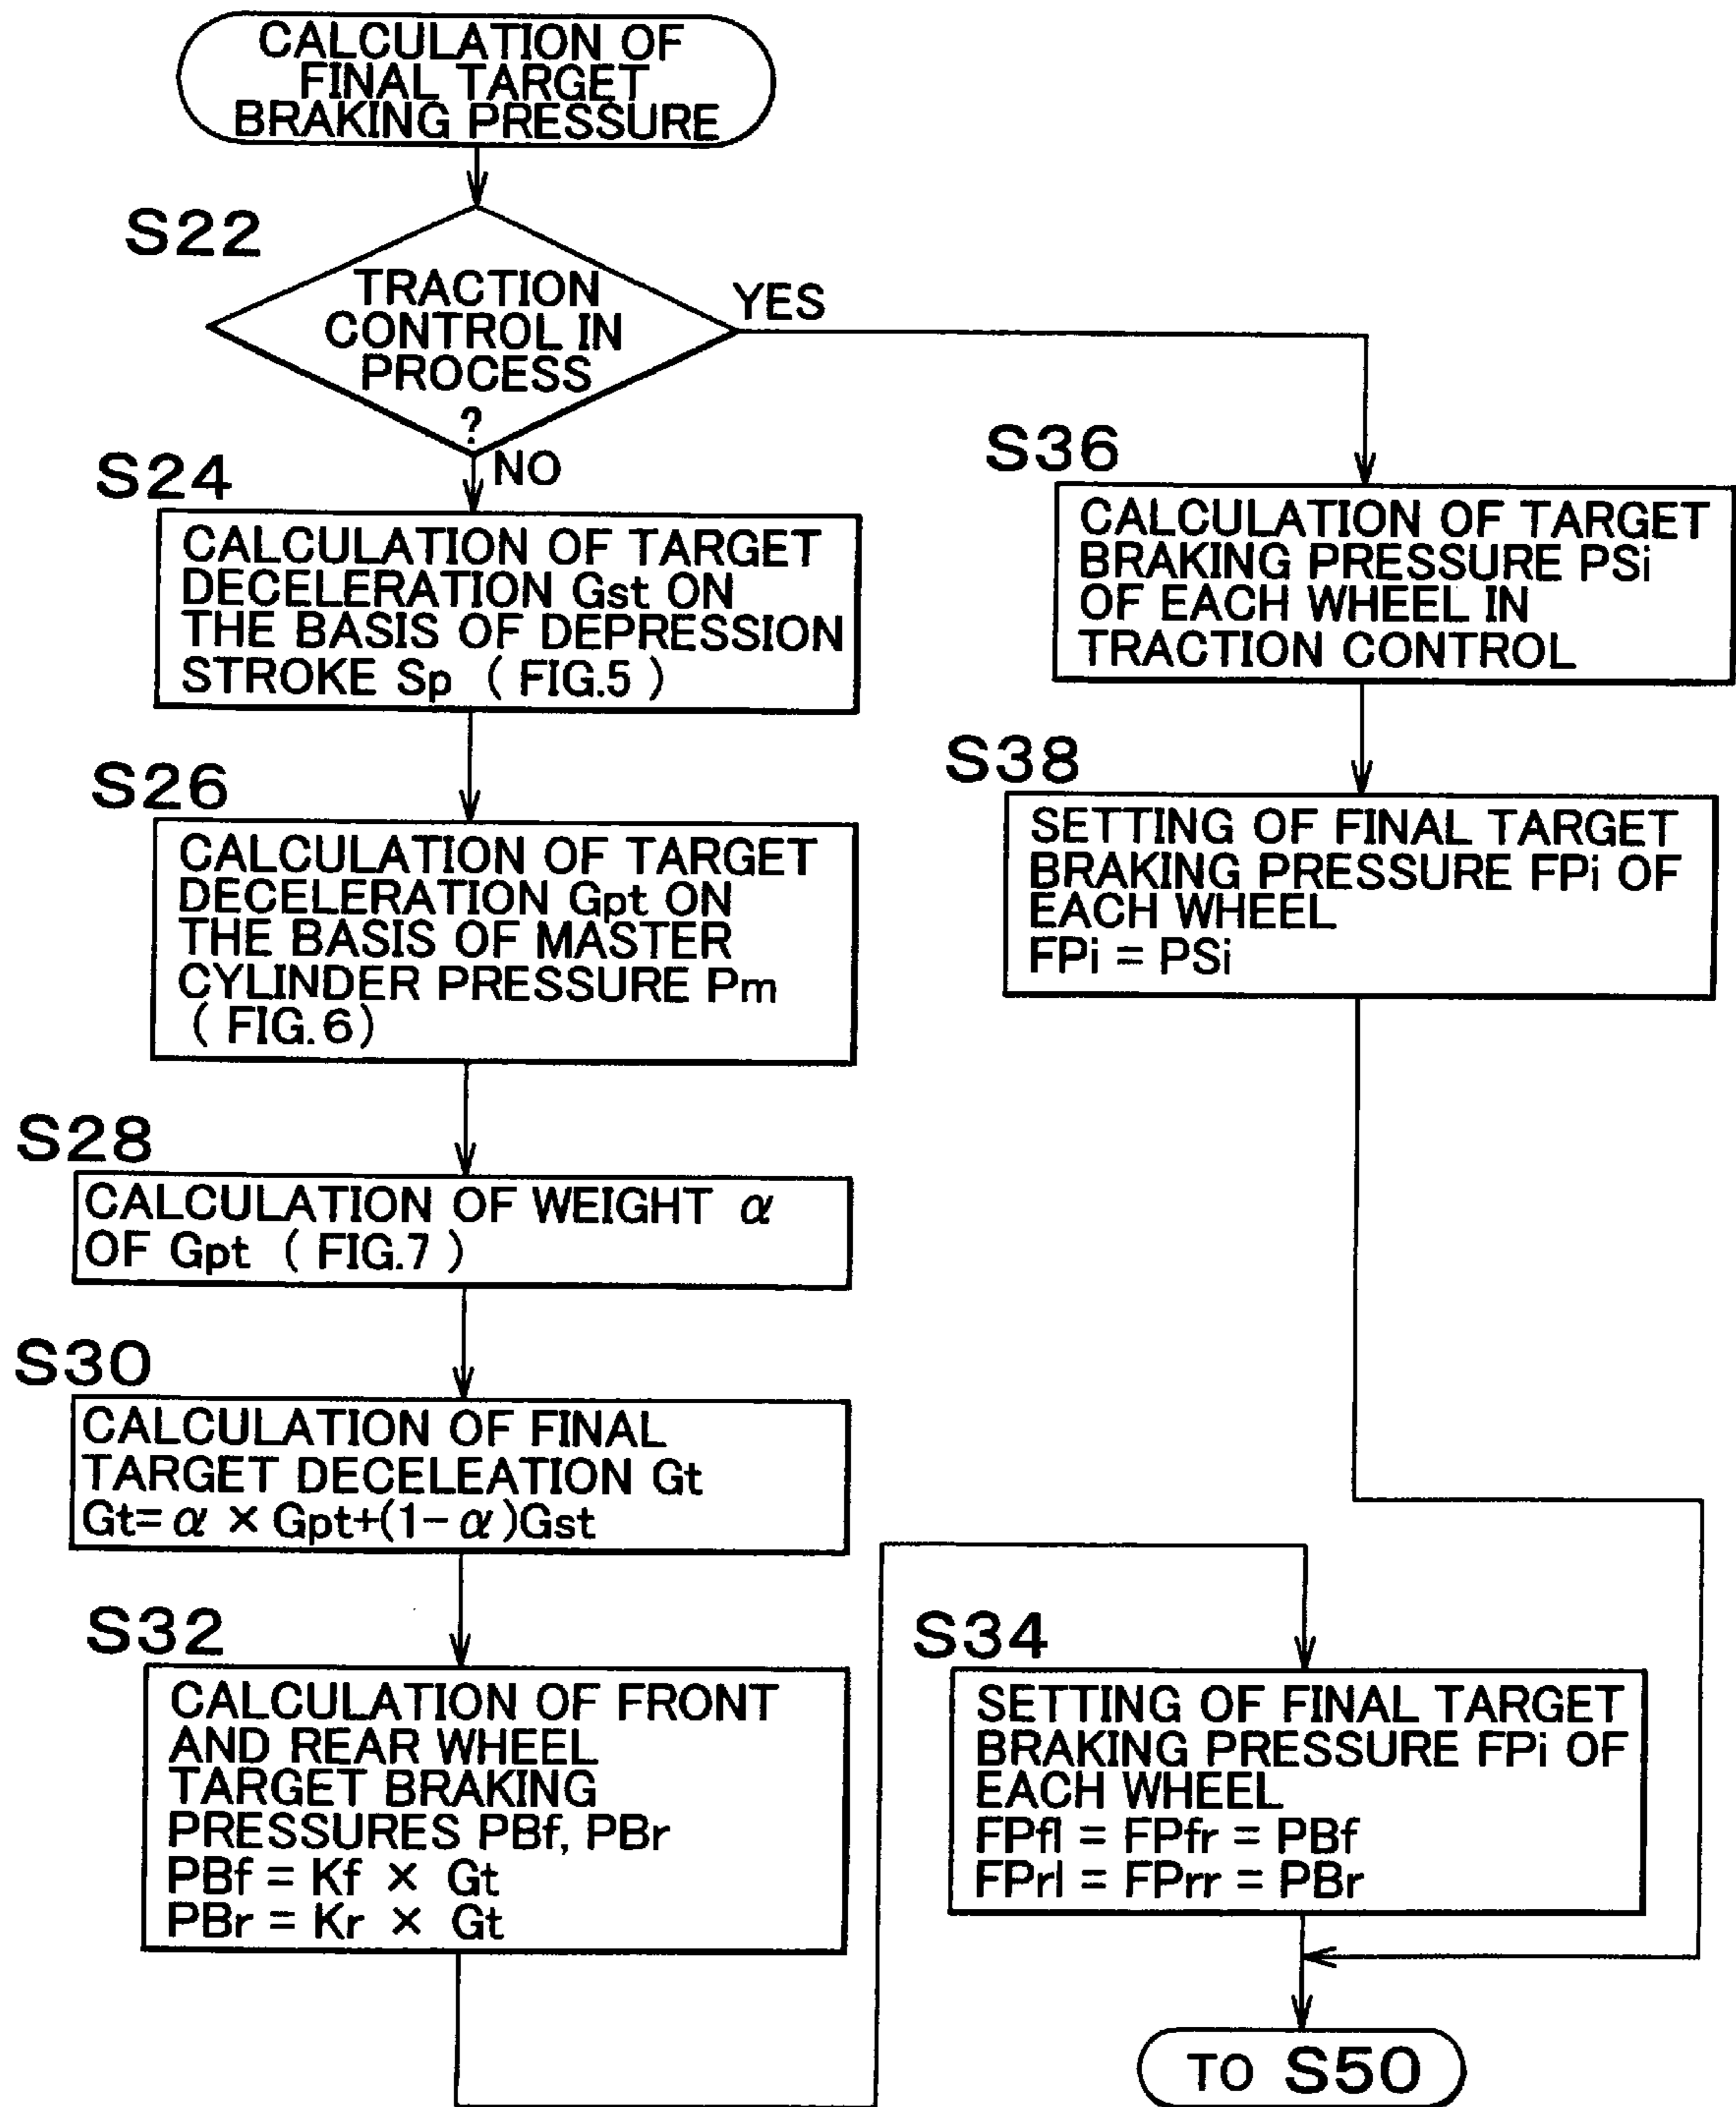 CALCULATION OF
FINAL TARGET
BRAKING PRESSURE
S22
TRACTION
CONTROL IN
PROCESS
?
YES
NO
S24
CALCULATION OF TARGET
DECELERATION Gst ON
THE BASIS OF DEPRESSION
STROKE Sp ( FIG.5 )
S26
CALCULATION OF TARGET
DECELERATION Gpt ON
THE BASIS OF MASTER
CYLINDER PRESSURE Pm
( FIG.6)
S28
CALCULATION OF WEIGHT α
OF Gpt ( FIG.7 )
S30
CALCULATION OF FINAL
TARGET DECELEATION Gt
Gt= α × Gpt+(1-α)Gst
S32
CALCULATION OF FRONT
AND REAR WHEEL
TARGET BRAKING
PRESSURES PBf, PBr
PBf = Kf × Gt
PBr = Kr × Gt
S34
SETTING OF FINAL TARGET
BRAKING PRESSURE FPi OF
EACH WHEEL
FPfl = FPfr = PBf
FPrl = FPrr = PBr
S36
CALCULATION OF TARGET
BRAKING PRESSURE PSi
OF EACH WHEEL IN
TRACTION CONTROL
S38
SETTING OF FINAL TARGET
BRAKING PRESSURE FPi OF
EACH WHEEL
FPi = PSi
TO S50